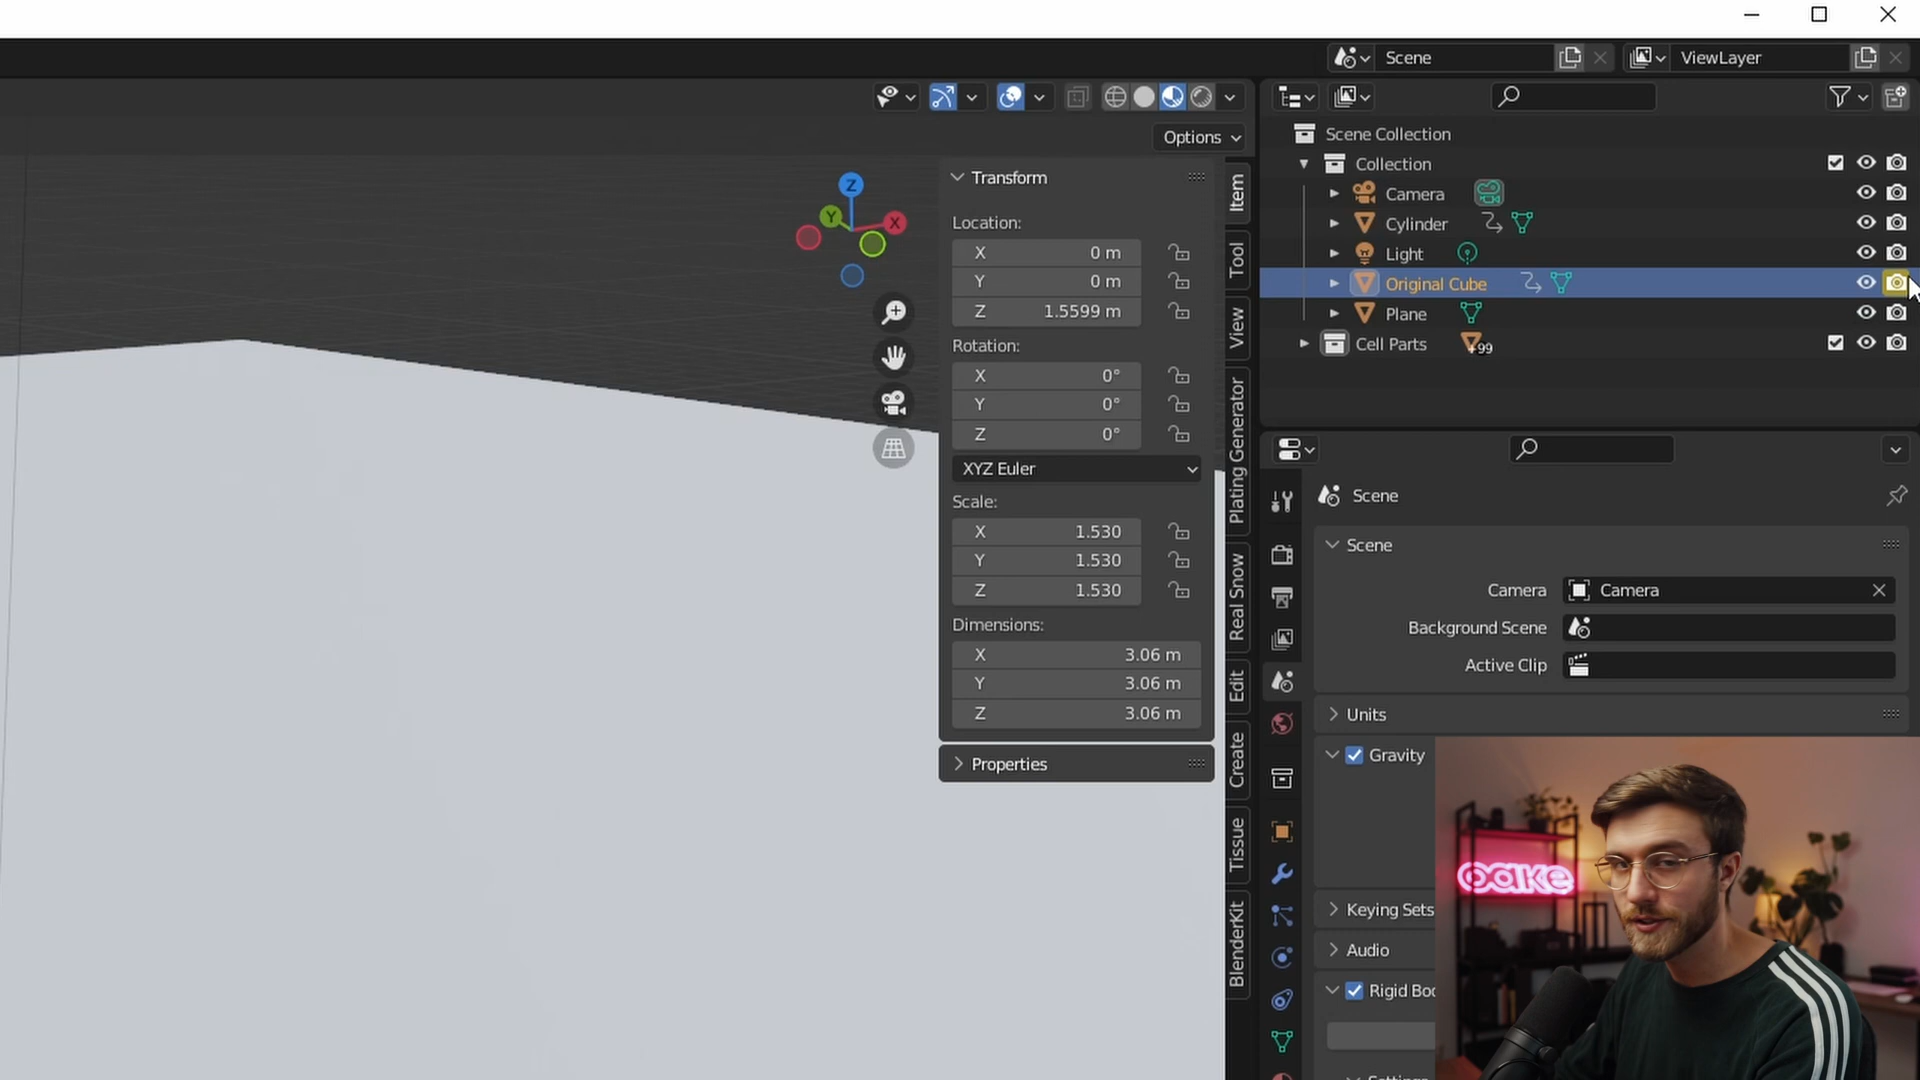 Scene
ViewLayer
Options
Scene Collection
Collection
Camera
Cylinder
Light
Original Cube
Plane
Cell Parts
+99
Z
Y
X
Transform
Location:
X 0 m
Y 0 m
Z 1.5599 m
Rotation:
X 0°
Y 0°
Z 0°
XYZ Euler
Scale:
X 1.530
Y 1.530
Z 1.530
Dimensions:
X 3.06 m
Y 3.06 m
Z 3.06 m
Properties
Item
Tool
View
Plating Generator
Real Snow
Edit
Create
Tissue
BlenderKit
Scene
Scene
Camera Camera
Background Scene
Active Clip
Units
Gravity
Keying Sets
Audio
Rigid Bod
oake